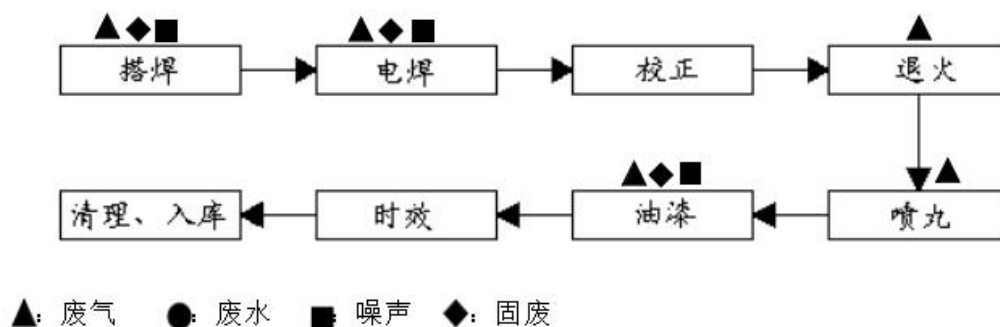 搭焊 电焊 校正 退火
清理、入库 时效 油漆 喷丸
▲：废气 ●：废水 ■：噪声 ◆：固废